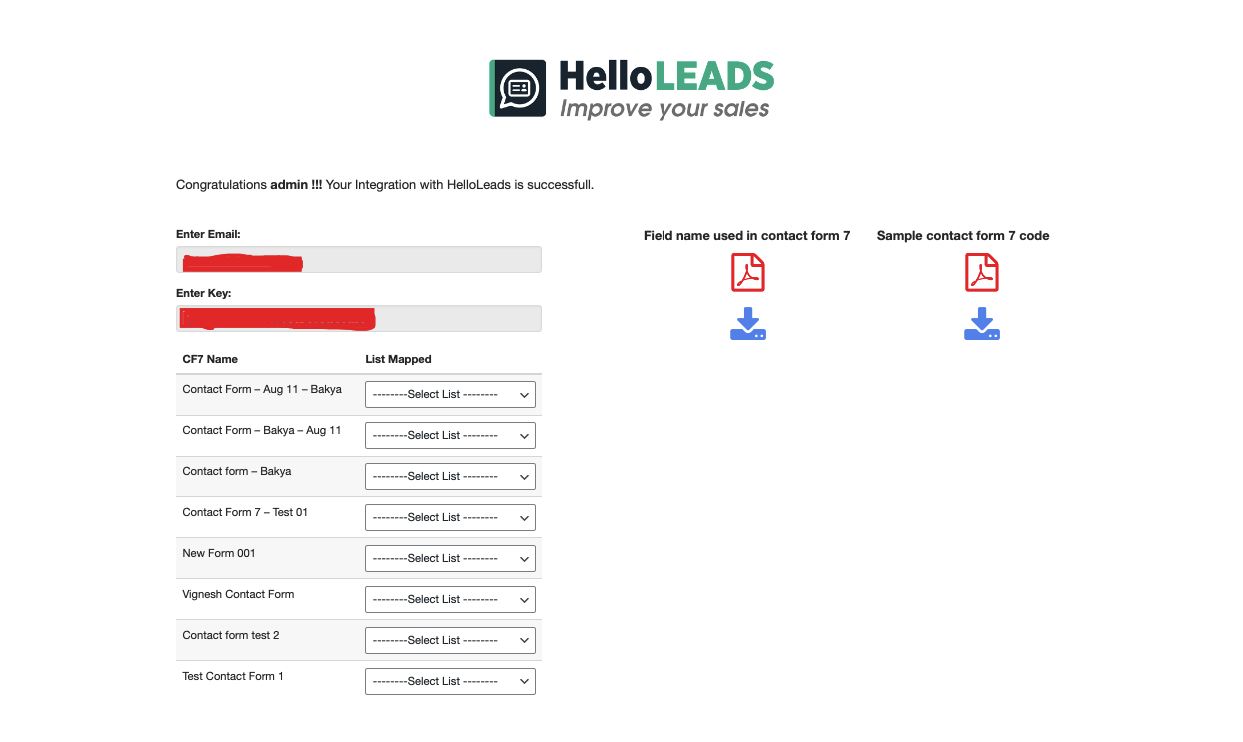 HelloLEADS
Improve your sales
Congratulations admin !!! Your Integration with HelloLeads is successfull.
Enter Email:
Enter Key:
Field name used in contact form 7
Sample contact form 7 code
CF7 Name List Mapped
Contact Form – Aug 11 – Bakya --------Select List --------
Contact Form – Bakya – Aug 11 --------Select List --------
Contact form – Bakya --------Select List --------
Contact Form 7 – Test 01 --------Select List --------
New Form 001 --------Select List --------
Vignesh Contact Form --------Select List --------
Contact form test 2 --------Select List --------
Test Contact Form 1 --------Select List --------